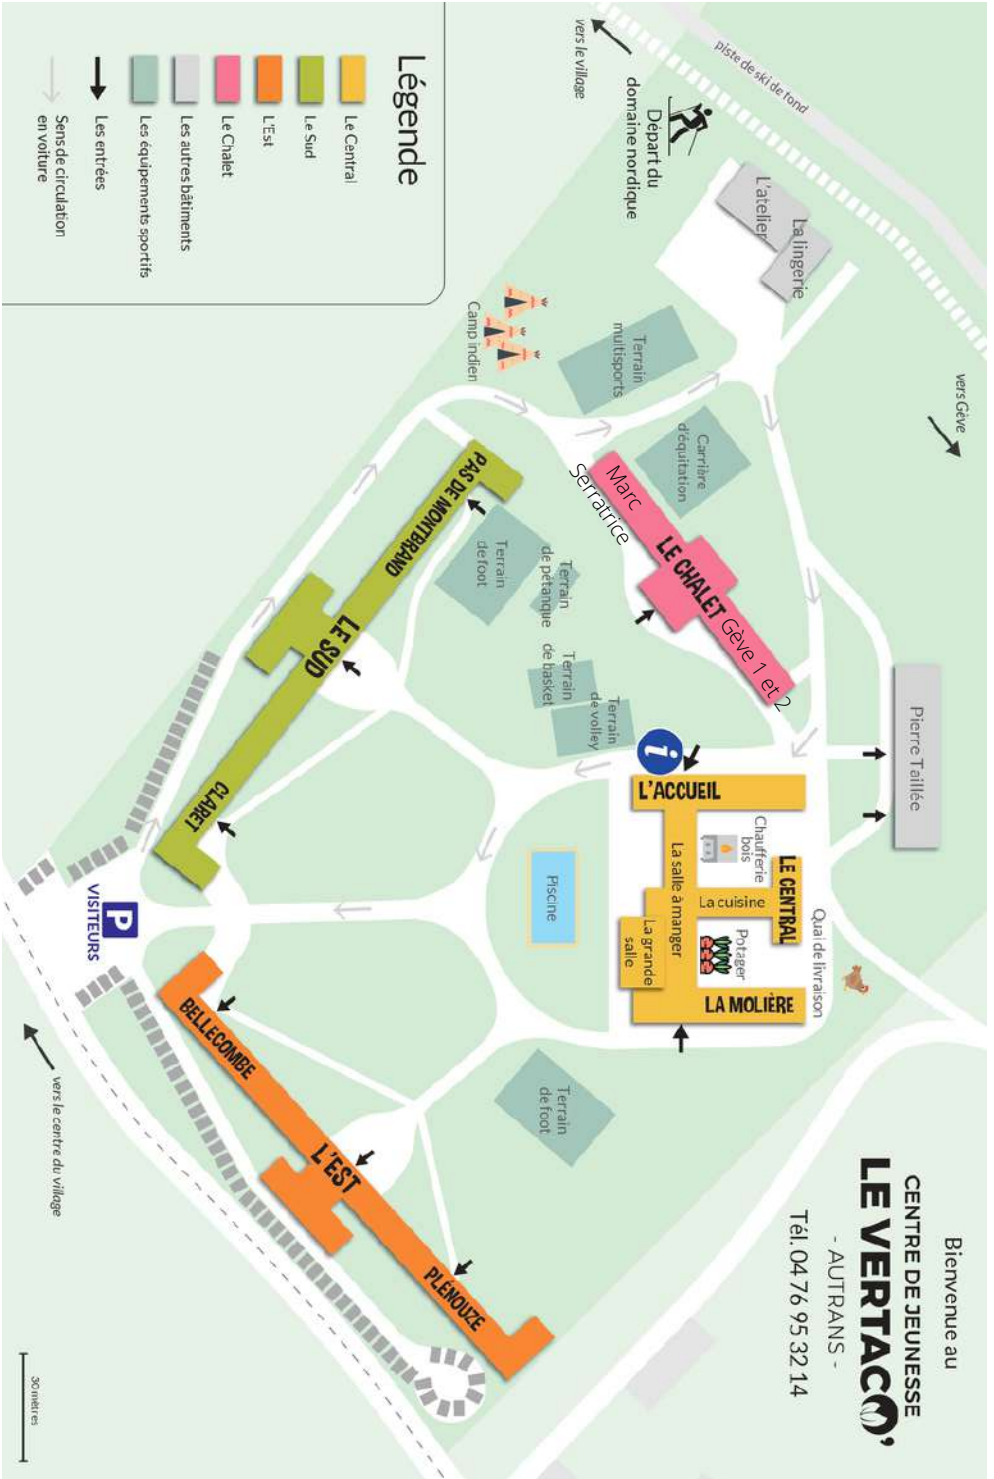 Bienvenue au
CENTRE DE JEUNESSE
LE VERTACO'
- AUTRANS -
Tél. 04 76 95 32 14
piste de ski de fond
vers le village
Départ du
domaine nordique
L'atelier
La lingerie
vers Gève
Camp indien
Terrain
multisports
Carrière
d'équitation
Marc
Serratrice
LE CHALET
Gève 1 et 2
Pierre Taillée
PAS DE MONTBRAND
LE SUD
CLARET
Terrain
de foot
Terrain
de pétanque
Terrain
de basket
Terrain
de volley
i
L'ACCUEIL
Chaufferie
bois
LE CENTRAL
La cuisine
La salle à manger
La grande
salle
Potager
LA MOLIÈRE
Quai de livraison
Piscine
Terrain
de foot
P
VISITEURS
BELLECOMBE
L'EST
PLÉNOUZE
vers le centre du village
30 mètres
Légende
Le Central
Le Sud
L'Est
Le Chalet
Les autres bâtiments
Les équipements sportifs
Les entrées
Sens de circulation
en voiture